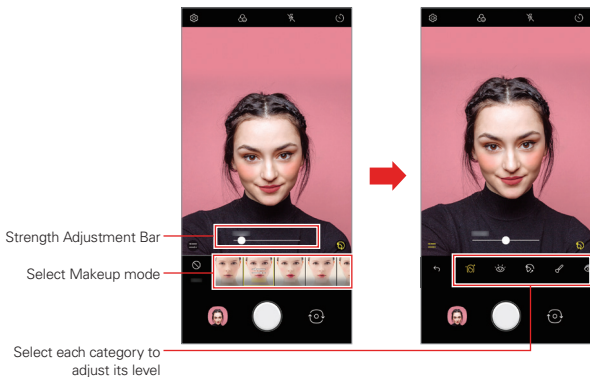 Strength Adjustment Bar
Select Makeup mode
Select each category to
adjust its level